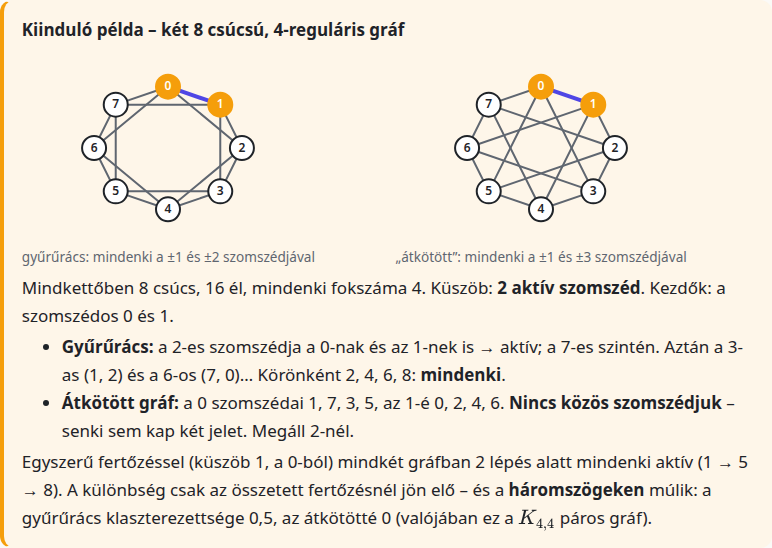 Kiinduló példa – két 8 csúcsú, 4-reguláris gráf
0
1
2
3
4
5
6
7
0
1
2
3
4
5
6
7
gyűrűrács: mindenki a ±1 és ±2 szomszédjával
„átkötött”: mindenki a ±1 és ±3 szomszédjával
Mindkettőben 8 csúcs, 16 él, mindenki fokszáma 4. Küszöb: 2 aktív szomszéd. Kezdők: a
szomszédos 0 és 1.
• Gyűrűrács: a 2-es szomszédja a 0-nak és az 1-nek is → aktív; a 7-es szintén. Aztán a 3-
as (1, 2) és a 6-os (7, 0)… Körönként 2, 4, 6, 8: mindenki.
• Átkötött gráf: a 0 szomszédai 1, 7, 3, 5, az 1-é 0, 2, 4, 6. Nincs közös szomszédjuk –
senki sem kap két jelet. Megáll 2-nél.
Egyszerű fertőzéssel (küszöb 1, a 0-ból) mindkét gráfban 2 lépés alatt mindenki aktív (1 → 5
→ 8). A különbség csak az összetett fertőzésnél jön elő – és a háromszögeken múlik: a
gyűrűrács klaszterezettsége 0,5, az átkötötté 0 (valójában ez a K4,4 páros gráf).